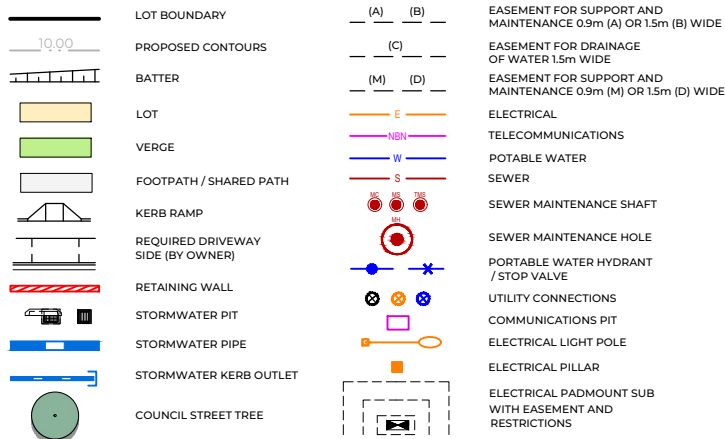 LOT BOUNDARY
10.00
PROPOSED CONTOURS
BATTER
LOT
VERGE
FOOTPATH / SHARED PATH
KERB RAMP
REQUIRED DRIVEWAY
SIDE (BY OWNER)
RETAINING WALL
STORMWATER PIT
STORMWATER PIPE
STORMWATER KERB OUTLET
COUNCIL STREET TREE
(A) (B)
EASEMENT FOR SUPPORT AND
MAINTENANCE 0.9m (A) OR 1.5m (B) WIDE
(C)
EASEMENT FOR DRAINAGE
OF WATER 1.5m WIDE
(M) (D)
EASEMENT FOR SUPPORT AND
MAINTENANCE 0.9m (M) OR 1.5m (D) WIDE
E
ELECTRICAL
NBN
TELECOMMUNICATIONS
W
POTABLE WATER
S
SEWER
MC MS TMS
SEWER MAINTENANCE SHAFT
MH
SEWER MAINTENANCE HOLE
PORTABLE WATER HYDRANT
/ STOP VALVE
UTILITY CONNECTIONS
COMMUNICATIONS PIT
ELECTRICAL LIGHT POLE
ELECTRICAL PILLAR
ELECTRICAL PADMOUNT SUB
WITH EASEMENT AND
RESTRICTIONS